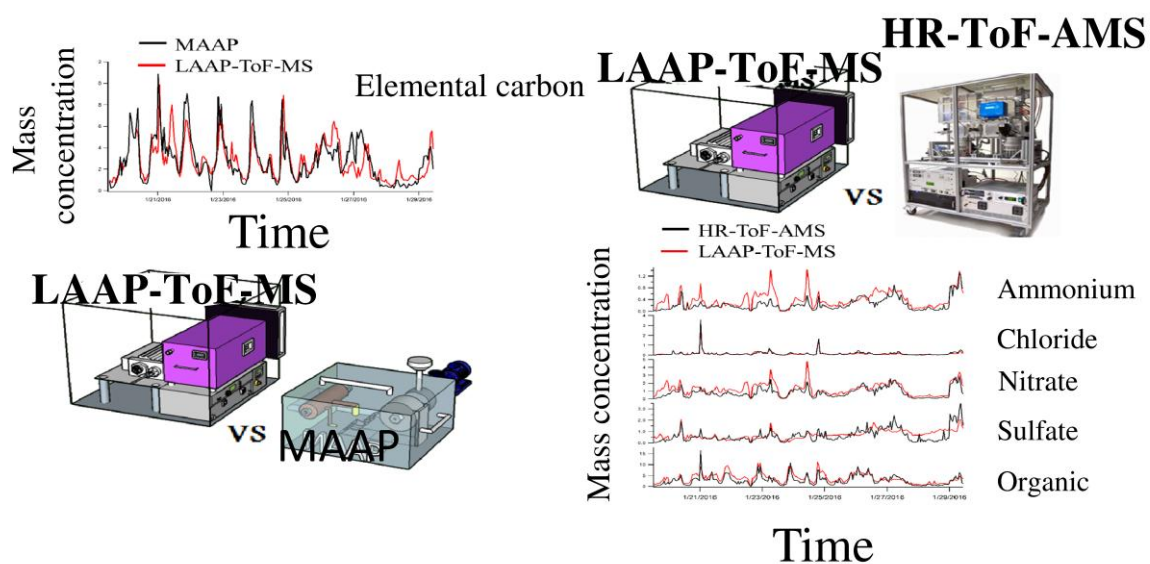 MAAP
LAAP-ToF-MS
Elemental carbon
Mass
concentration
1/21/2016 1/23/2016 1/25/2016 1/27/2016 1/29/2016
Time
LAAP-ToF-MS
vs
MAAP
HR-ToF-AMS
LAAP-ToF-MS
vs
HR-ToF-AMS
LAAP-ToF-MS
Mass concentration
Ammonium
Chloride
Nitrate
Sulfate
Organic
1/21/2016 1/23/2016 1/25/2016 1/27/2016 1/29/2016
Time